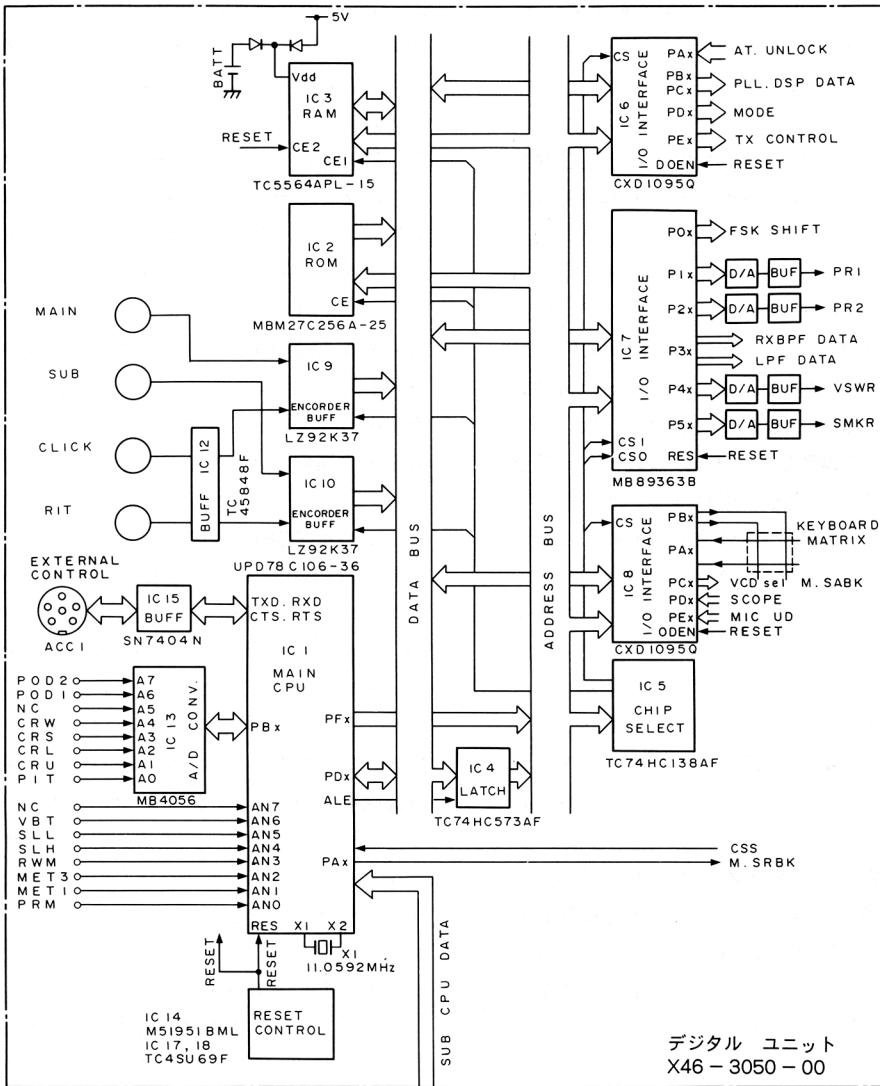 5V
BATT
Vdd
IC 3
RAM
RESET
CE2
CE1
TC5564APL-15
IC 2
ROM
CE
MBM27C256A-25
MAIN
SUB
CLICK
RIT
BUFF IC 12
TC
45848F
IC 9
ENCORDER
BUFF
LZ92K37
IC 10
ENCORDER
BUFF
LZ92K37
EXTERNAL
CONTROL
ACC1
IC 15
BUFF
SN7404N
UPD78C106-36
TXD. RXD
CTS. RTS
IC 1
MAIN
CPU
PBx
PFx
PDx
ALE
PAx
POD2
POD1
NC
CRW
CRS
CRL
CRU
PIT
A7
A6
A5
A4
A3
A2
A1
A0
IC 13
A/D CONV.
MB4056
NC
VBT
SLL
SLH
RWM
MET3
MET1
PRM
AN7
AN6
AN5
AN4
AN3
AN2
AN1
AN0
RES X1 X2
X1
11.0592MHz
RESET
RESET
RESET
CONTROL
IC 14
M51951BML
IC 17, 18
TC4SU69F
DATA BUS
ADDRESS BUS
IC 4
LATCH
TC74HC573AF
SUB CPU DATA
CSS
M.SRBK
CS
IC 6
I/O INTERFACE
PAx
PBx
PCx
PDx
PEx
DOEN
AT. UNLOCK
PLL. DSP DATA
MODE
TX CONTROL
RESET
CXD1095Q
IC 7
I/O INTERFACE
P0x
P1x
P2x
P3x
P4x
P5x
CS1
CS0
RES
FSK SHIFT
D/A BUF PR1
D/A BUF PR2
RXBPF DATA
LPF DATA
D/A BUF VSWR
D/A BUF SMKR
RESET
MB89363B
CS
IC 8
I/O INTERFACE
PBx
PAx
PCx
PDx
PEx
ODEN
KEYBOARD
MATRIX
M.SABK
VCD sel
SCOPE
MIC UD
RESET
CXD1095Q
IC 5
CHIP
SELECT
TC74HC138AF
デジタル ユニット
X46-3050-00